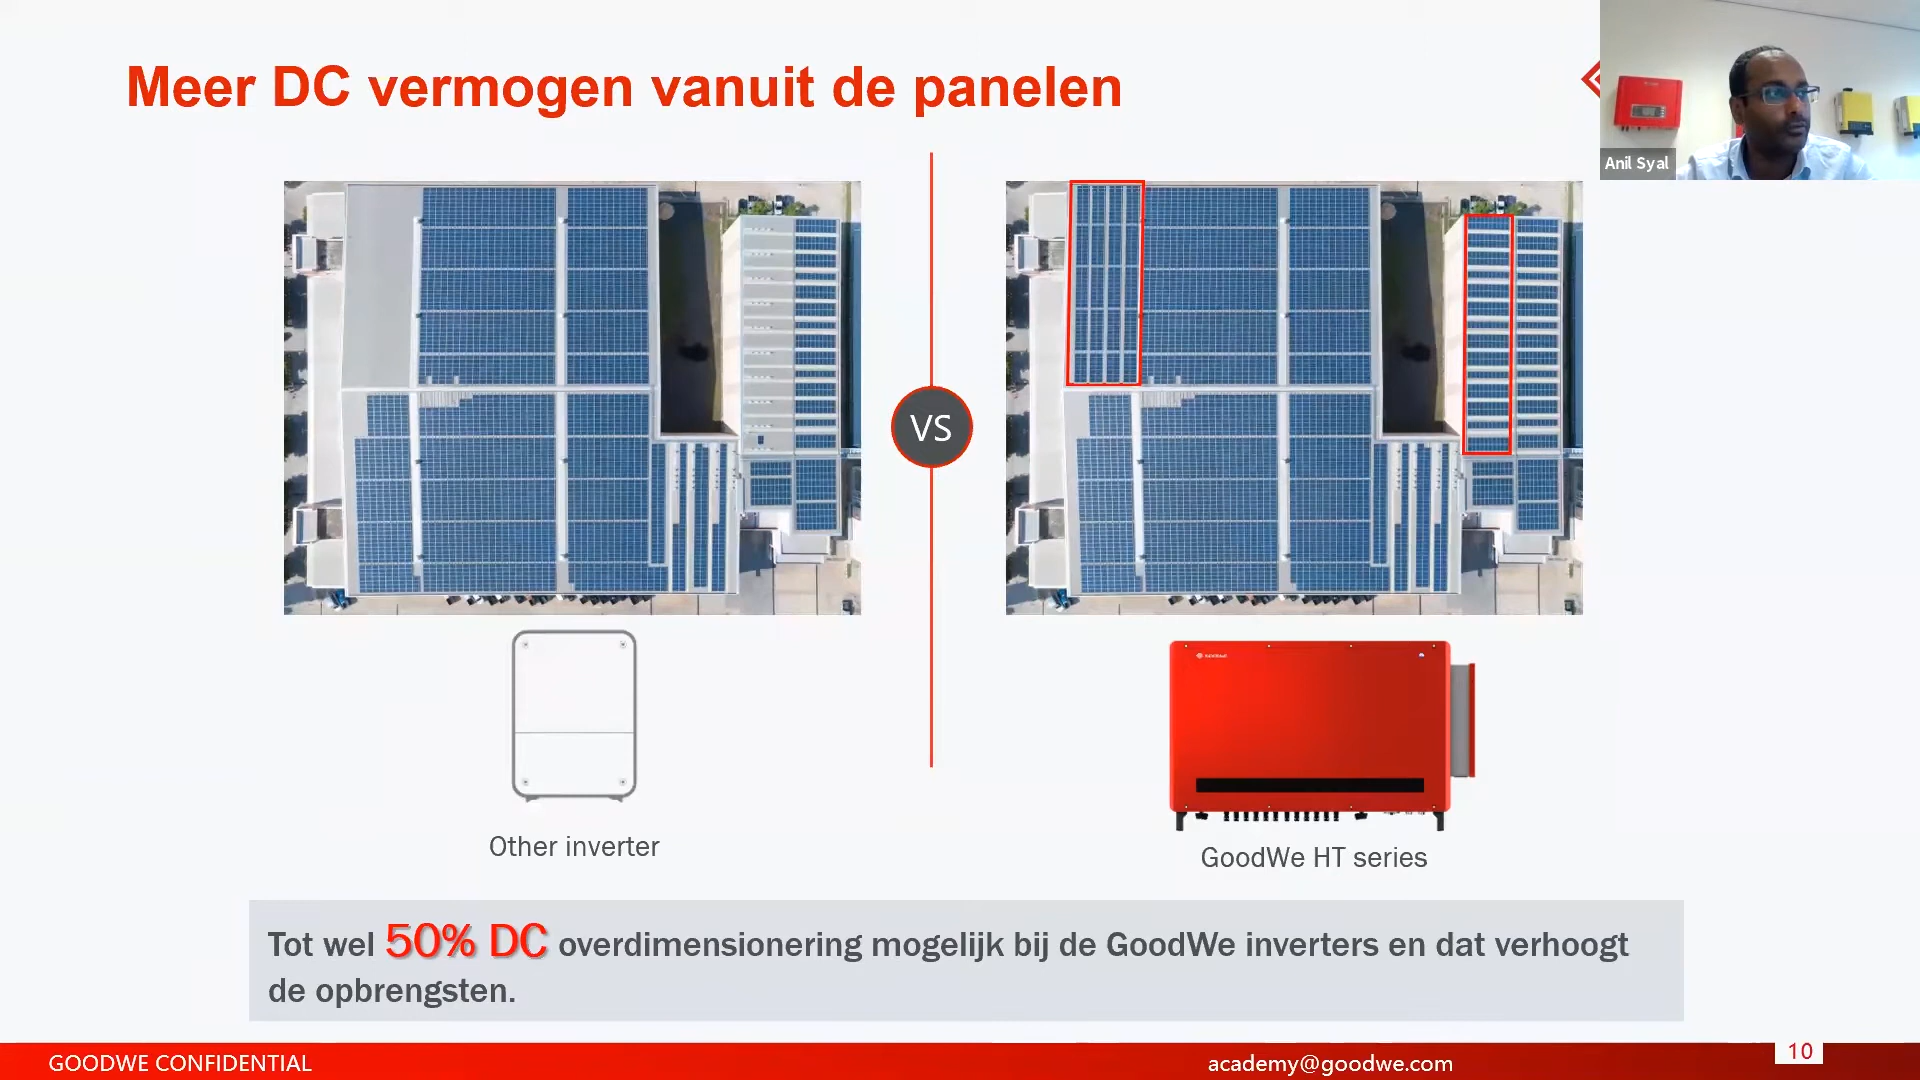 Meer DC vermogen vanuit de panelen
Anil Syal
VS
Other inverter
GoodWe HT series
Tot wel 50% DC overdimensionering mogelijk bij de GoodWe inverters en dat verhoogt
de opbrengsten.
GOODWE CONFIDENTIAL
academy@goodwe.com
10